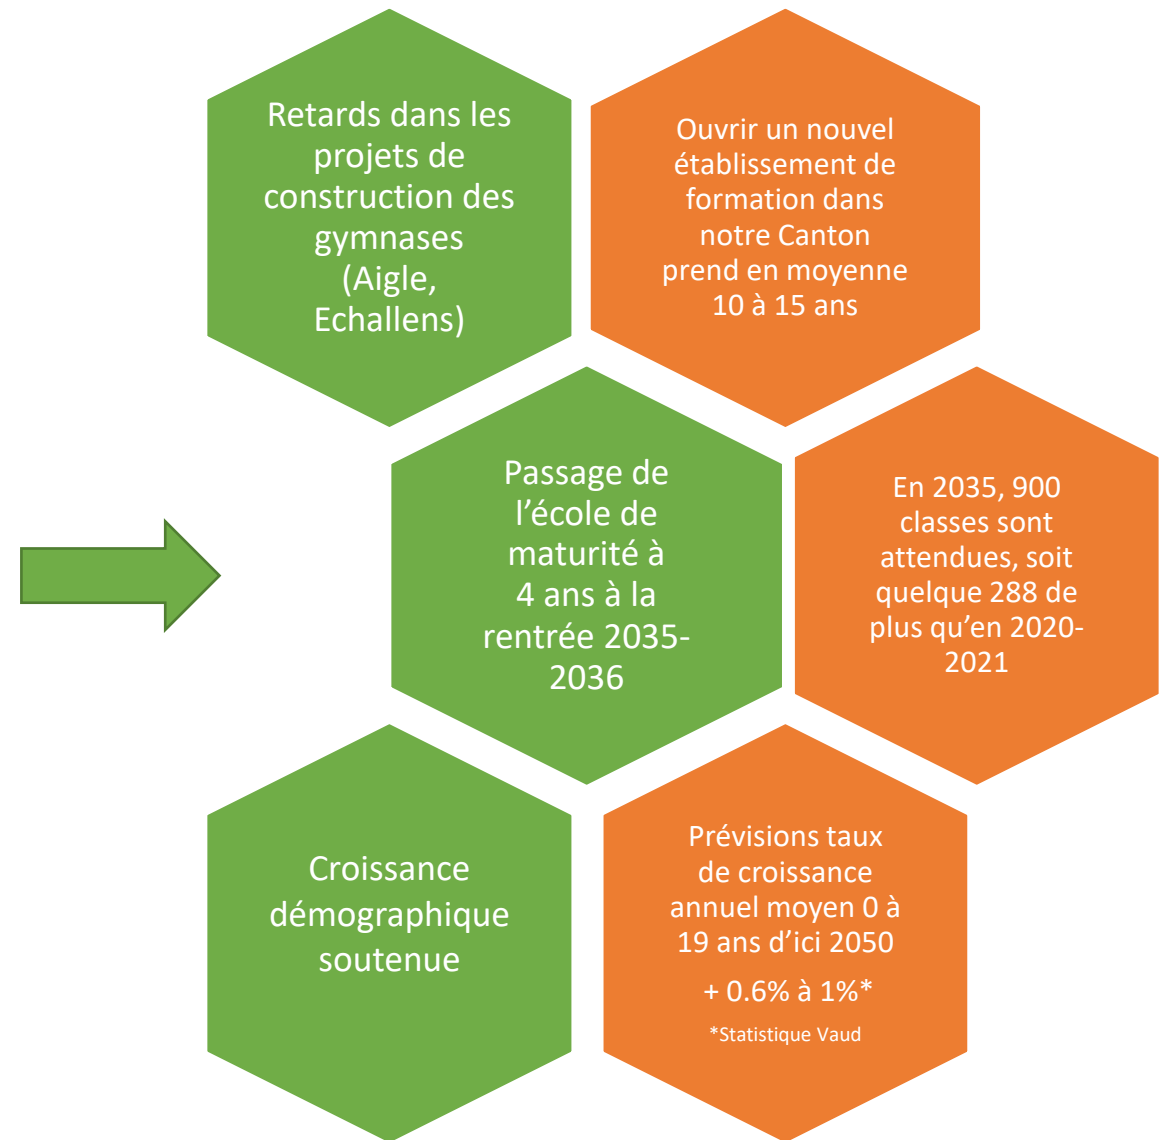 Retards dans les
projets de
construction des
gymnases
(Aigle,
Echallens)
Ouvrir un nouvel
établissement de
formation dans
notre Canton
prend en moyenne
10 à 15 ans
Passage de
l’école de
maturité à
4 ans à la
rentrée 2035-
2036
En 2035, 900
classes sont
attendues, soit
quelque 288 de
plus qu’en 2020-
2021
Croissance
démographique
soutenue
Prévisions taux
de croissance
annuel moyen 0 à
19 ans d’ici 2050
+ 0.6% à 1%*
*Statistique Vaud